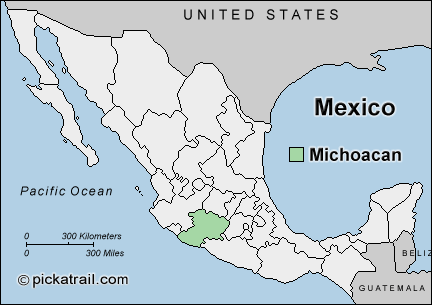 UNITED STATES
Mexico
Michoacan
Pacific Ocean
0 300 Kilometers
0 300 Miles
BELIZ
GUATEMALA
© pickatrail.com